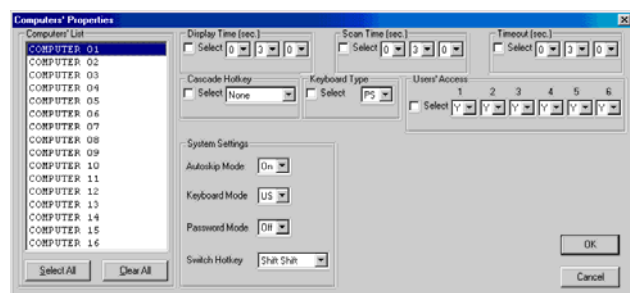 Computers' Properties
Computers' List
COMPUTER 01
COMPUTER 02
COMPUTER 03
COMPUTER 04
COMPUTER 05
COMPUTER 06
COMPUTER 07
COMPUTER 08
COMPUTER 09
COMPUTER 10
COMPUTER 11
COMPUTER 12
COMPUTER 13
COMPUTER 14
COMPUTER 15
COMPUTER 16
Select All Clear All
Display Time (sec.) Scan Time (sec.) Timeout (sec.)
Select 0 3 0 Select 0 3 0 Select 0 3 0
Cascade Hotkey Keyboard Type Users' Access
1 2 3 4 5 6
Select None Select PS Select Y Y Y Y Y Y
System Settings
Autoskip Mode On
Keyboard Mode US
Password Mode Off
Switch Hotkey Shift Shift
OK
Cancel